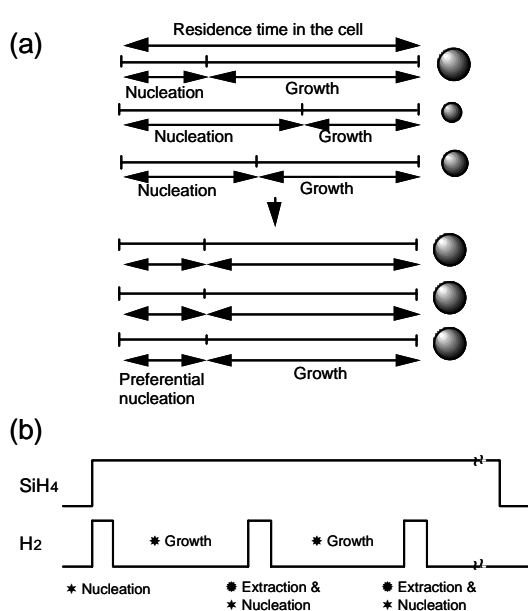 (a)
Residence time in the cell
Nucleation Growth
Nucleation Growth
Nucleation Growth
Preferential
nucleation
Growth
(b)
SiH4
H2
✷ Growth ✷ Growth
✶ Nucleation
✹ Extraction & ✹ Extraction &
✶ Nucleation ✶ Nucleation